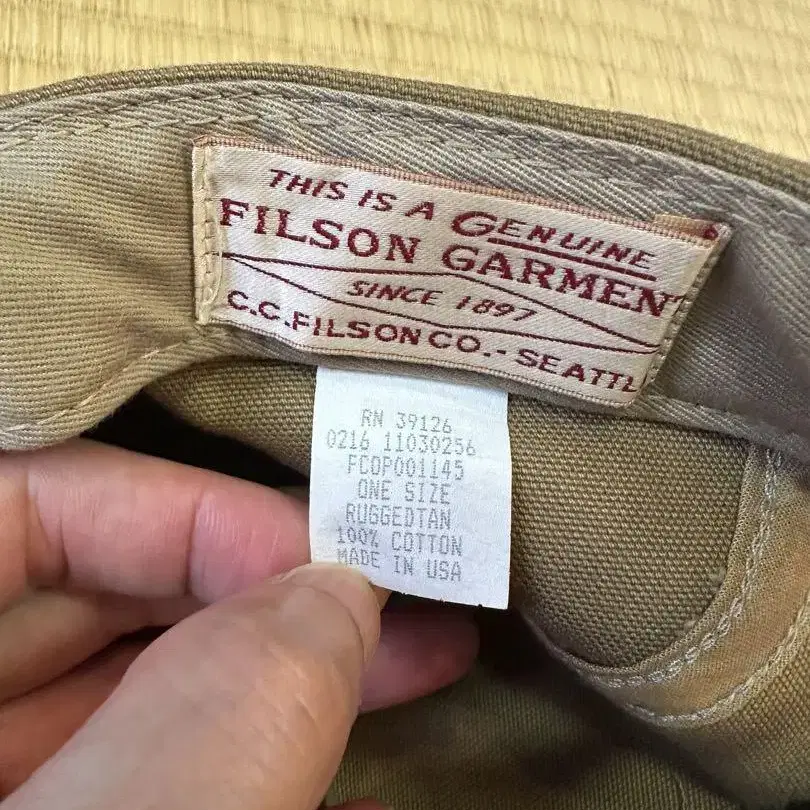 THIS IS A GENUINE
FILSON GARMENT
SINCE 1897
C.C.FILSON CO.-SEATTL
RN 39126
0216 11030256
FCOP001145
ONE SIZE
RUGGEDTAN
100% COTTON
MADE IN USA